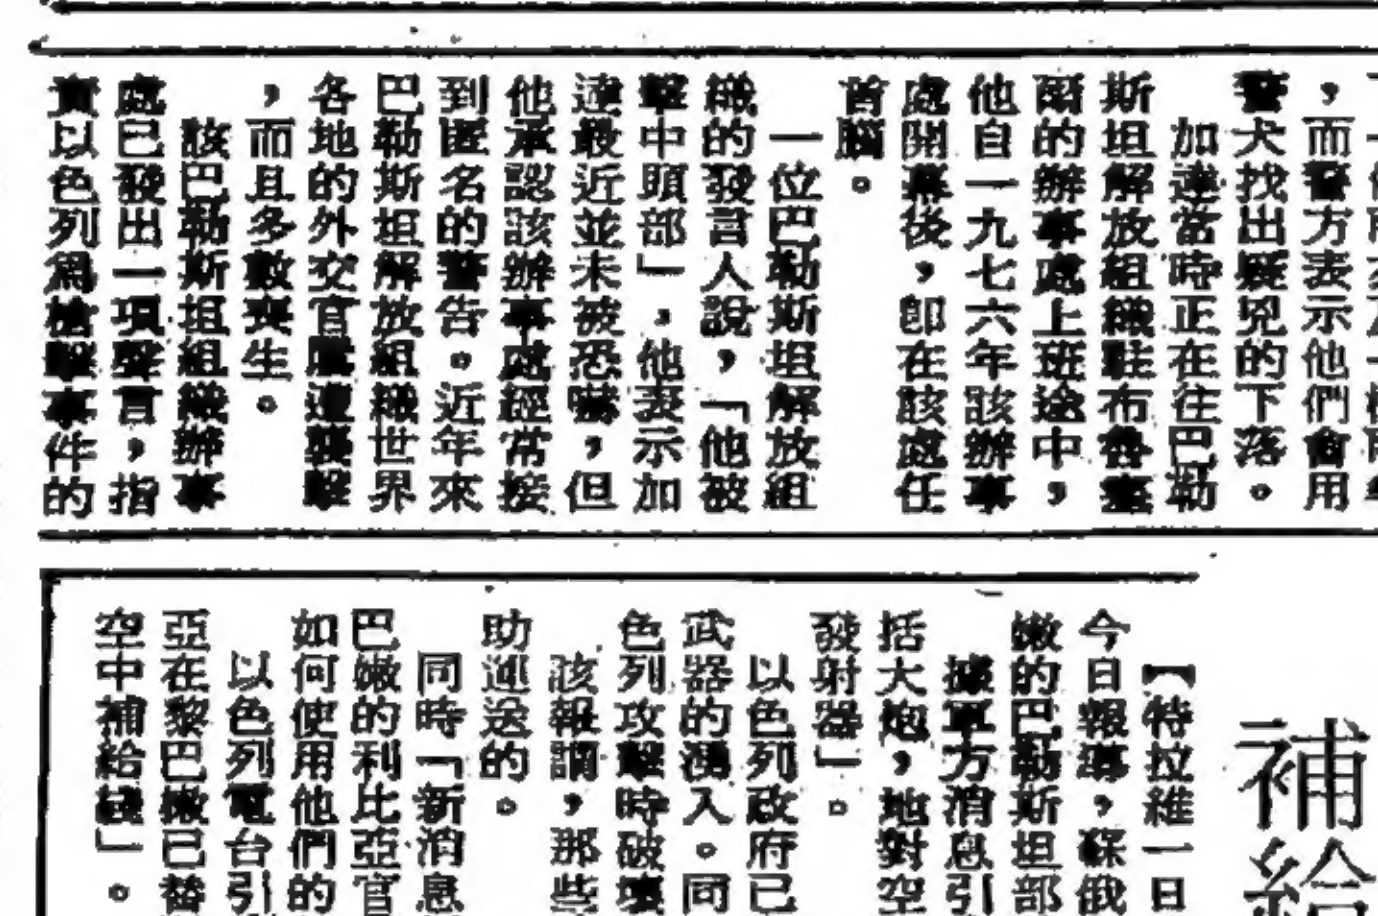 ，而警方表示他們會用
警犬找出疑兇的下落。
加達當時正在往巴勒
斯坦解放組織駐布魯塞
爾的辦事處上班途中，
他自一九七六年該辦事
處開幕後，即在該處任
首腦。
一位巴勒斯坦解放組
織的發言人說，「他被
擊中頭部」，他表示加
達最近並未被恐嚇，但
他承認該辦事處經常接
到匿名的警告。近年來
巴勒斯坦解放組織世界
各地的外交官屢遭襲擊
，而且多數喪生。
該巴勒斯坦組織辦事
處已發出一項聲言，指
責以色列為槍擊事件的
補給
【特拉維一日
今日報導，蘇俄
嫩的巴勒斯坦部
據軍方消息引
括大炮，地對空
發射器」。
以色列政府已
武器的湧入。同
色列攻擊時破壞
該報謂，那些
助運送的。
同時「新消息
巴嫩的利比亞官
如何使用他們的
以色列電台引
亞在黎巴嫩已替
空中補給綫」。